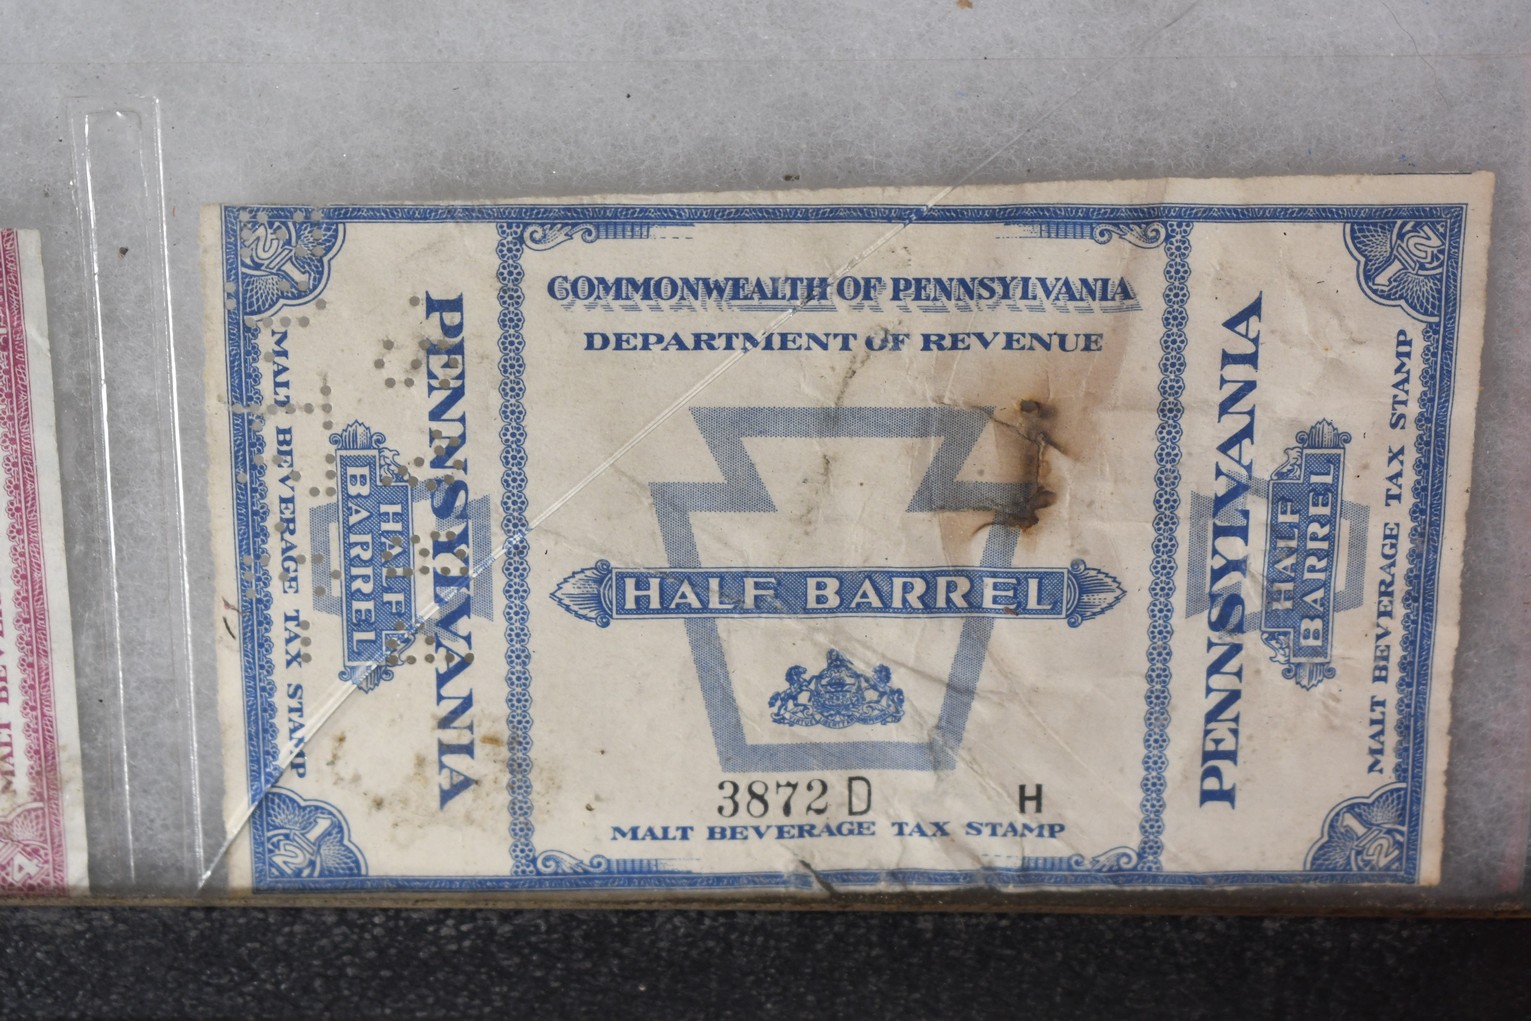 COMMONWEALTH OF PENNSYLVANIA
DEPARTMENT OF REVENUE
HALF BARREL
3872 D H
MALT BEVERAGE TAX STAMP
PENNSYLVANIA
HALF
BARREL
MALT BEVERAGE TAX STAMP
1/2
1/2
PENNSYLVANIA
HALF
BARREL
MALT BEVERAGE TAX STAMP
1/2
1/2
MALT